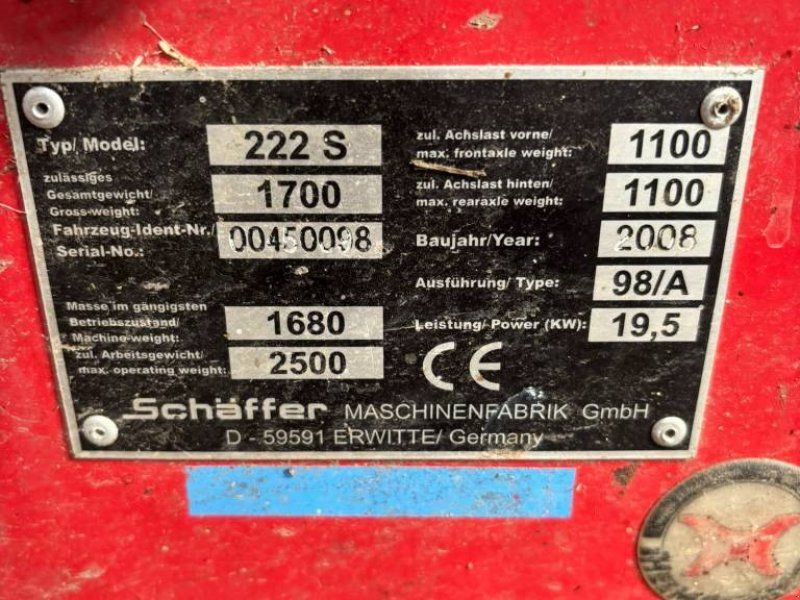 Typ/ Model: 222 S
zulässiges
Gesamtgewicht/
Gross-weight: 1700
Fahrzeug-Ident-Nr./
Serial-No.: 00450098
Masse im gängigsten
Betriebszustand/
Machine-weight: 1680
zul. Arbeitsgewicht/
max. operating weight: 2500
zul. Achslast vorne/
max. frontaxle weight: 1100
zul. Achslast hinten/
max. rearaxle weight: 1100
Baujahr/Year: 2008
Ausführung/ Type: 98/A
Leistung/ Power (KW): 19,5
CE
Schäffer MASCHINENFABRIK GmbH
D - 59591 ERWITTE/ Germany